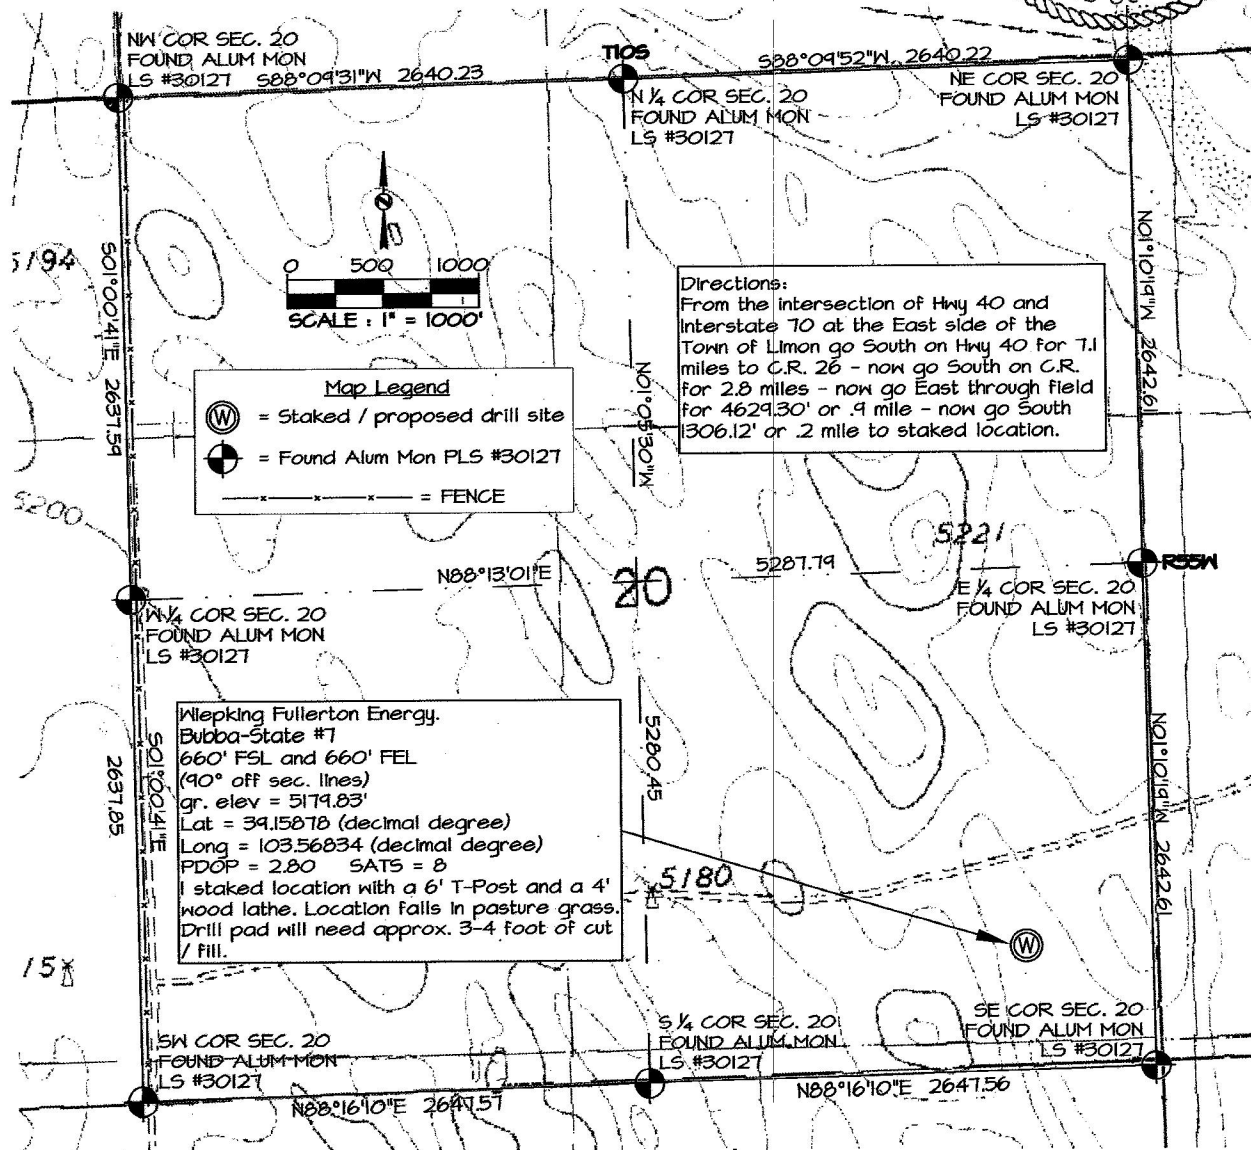 NW COR SEC. 20
FOUND ALUM MON
LS #30127
S88°09'31"W 2640.23
T10S
S88°09'52"W 2640.22
N 1/4 COR SEC. 20
FOUND ALUM MON
LS #30127
NE COR SEC. 20
FOUND ALUM MON
LS #30127
N
0 500 1000
SCALE : 1" = 1000'
5194
S01°00'41"E 2637.59
N01°05'30"W
N01°10'19"W 2642.61
Directions:
From the intersection of Hwy 40 and
Interstate 70 at the East side of the
Town of Limon go South on Hwy 40 for 7.1
miles to C.R. 26 - now go South on C.R.
for 2.8 miles - now go East through field
for 4629.30' or .9 mile - now go South
1306.12' or .2 mile to staked location.
Map Legend
W = Staked / proposed drill site
= Found Alum Mon PLS #30127
= FENCE
5200
5221
N88°13'01"E
20
5287.79
R55W
E 1/4 COR SEC. 20
FOUND ALUM MON
LS #30127
W 1/4 COR SEC. 20
FOUND ALUM MON
LS #30127
Wiepking Fullerton Energy.
Bubba-State #7
660' FSL and 660' FEL
(90° off sec. lines)
gr. elev = 5179.83'
Lat = 39.15878 (decimal degree)
Long = 103.56834 (decimal degree)
PDOP = 2.80 SATS = 8
I staked location with a 6' T-Post and a 4'
wood lathe. Location falls in pasture grass.
Drill pad will need approx. 3-4 foot of cut
/ fill.
2637.85
S01°00'41"E
5280.45
N01°10'19"W 2642.61
5180
W
15
SW COR SEC. 20
FOUND ALUM MON
LS #30127
S 1/4 COR SEC. 20
FOUND ALUM MON
LS #30127
SE COR SEC. 20
FOUND ALUM MON
LS #30127
N88°16'10"E 2647.57
N88°16'10"E 2647.56